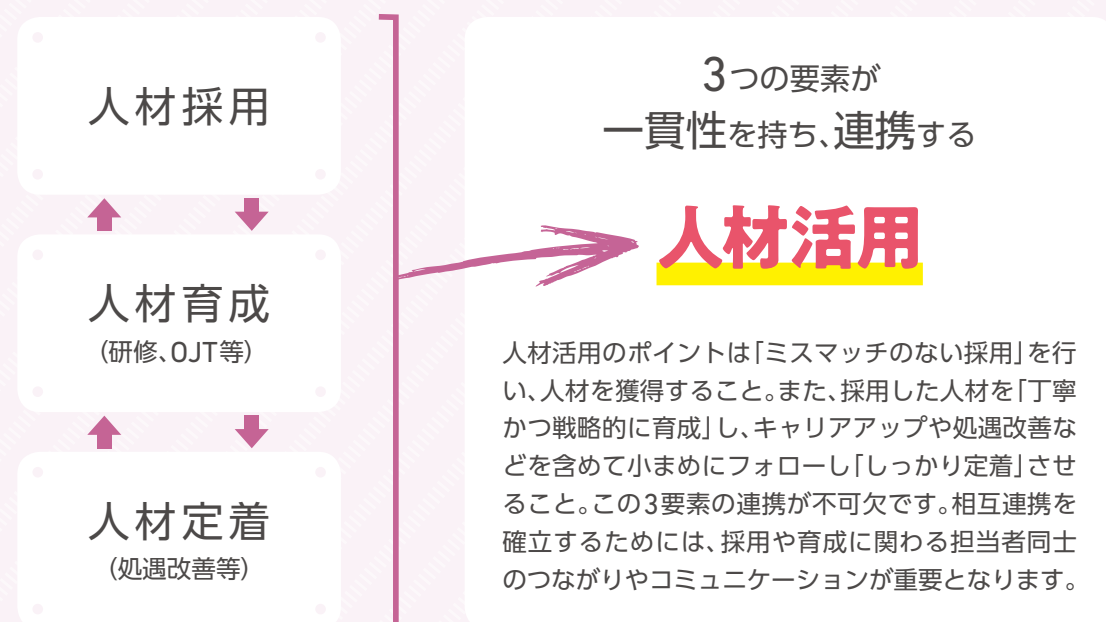 人材採用
人材育成
（研修、OJT等）
人材定着
（処遇改善等）
3つの要素が
一貫性を持ち、連携する
人材活用
人材活用のポイントは「ミスマッチのない採用」を行
い、人材を獲得すること。また、採用した人材を「丁寧
かつ戦略的に育成」し、キャリアアップや処遇改善な
どを含めて小まめにフォローし「しっかり定着」させ
ること。この3要素の連携が不可欠です。相互連携を
確立するためには、採用や育成に関わる担当者同士
のつながりやコミュニケーションが重要となります。